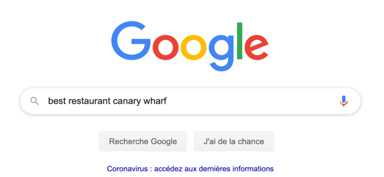 Google
best restaurant canary wharf
Recherche Google J'ai de la chance
Coronavirus : accédez aux dernières informations